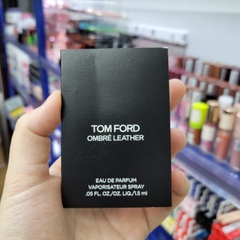 TOM FORD
OMBRÉ LEATHER
EAU DE PARFUM
VAPORISATEUR SPRAY
.05 FL. OZ./OZ. LIQ./1.5 ml